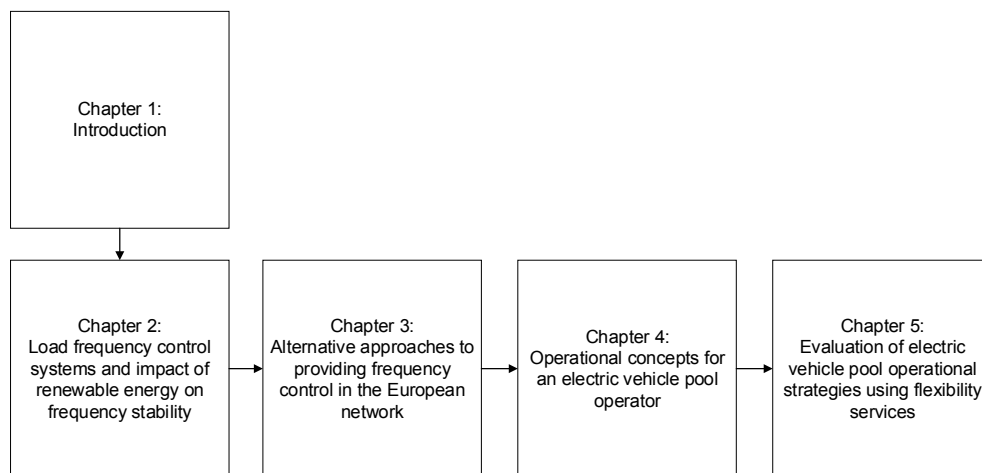 Chapter 1:
Introduction
Chapter 2:
Load frequency control
systems and impact of
renewable energy on
frequency stability
Chapter 3:
Alternative approaches to
providing frequency
control in the European
network
Chapter 4:
Operational concepts for
an electric vehicle pool
operator
Chapter 5:
Evaluation of electric
vehicle pool operational
strategies using flexibility
services